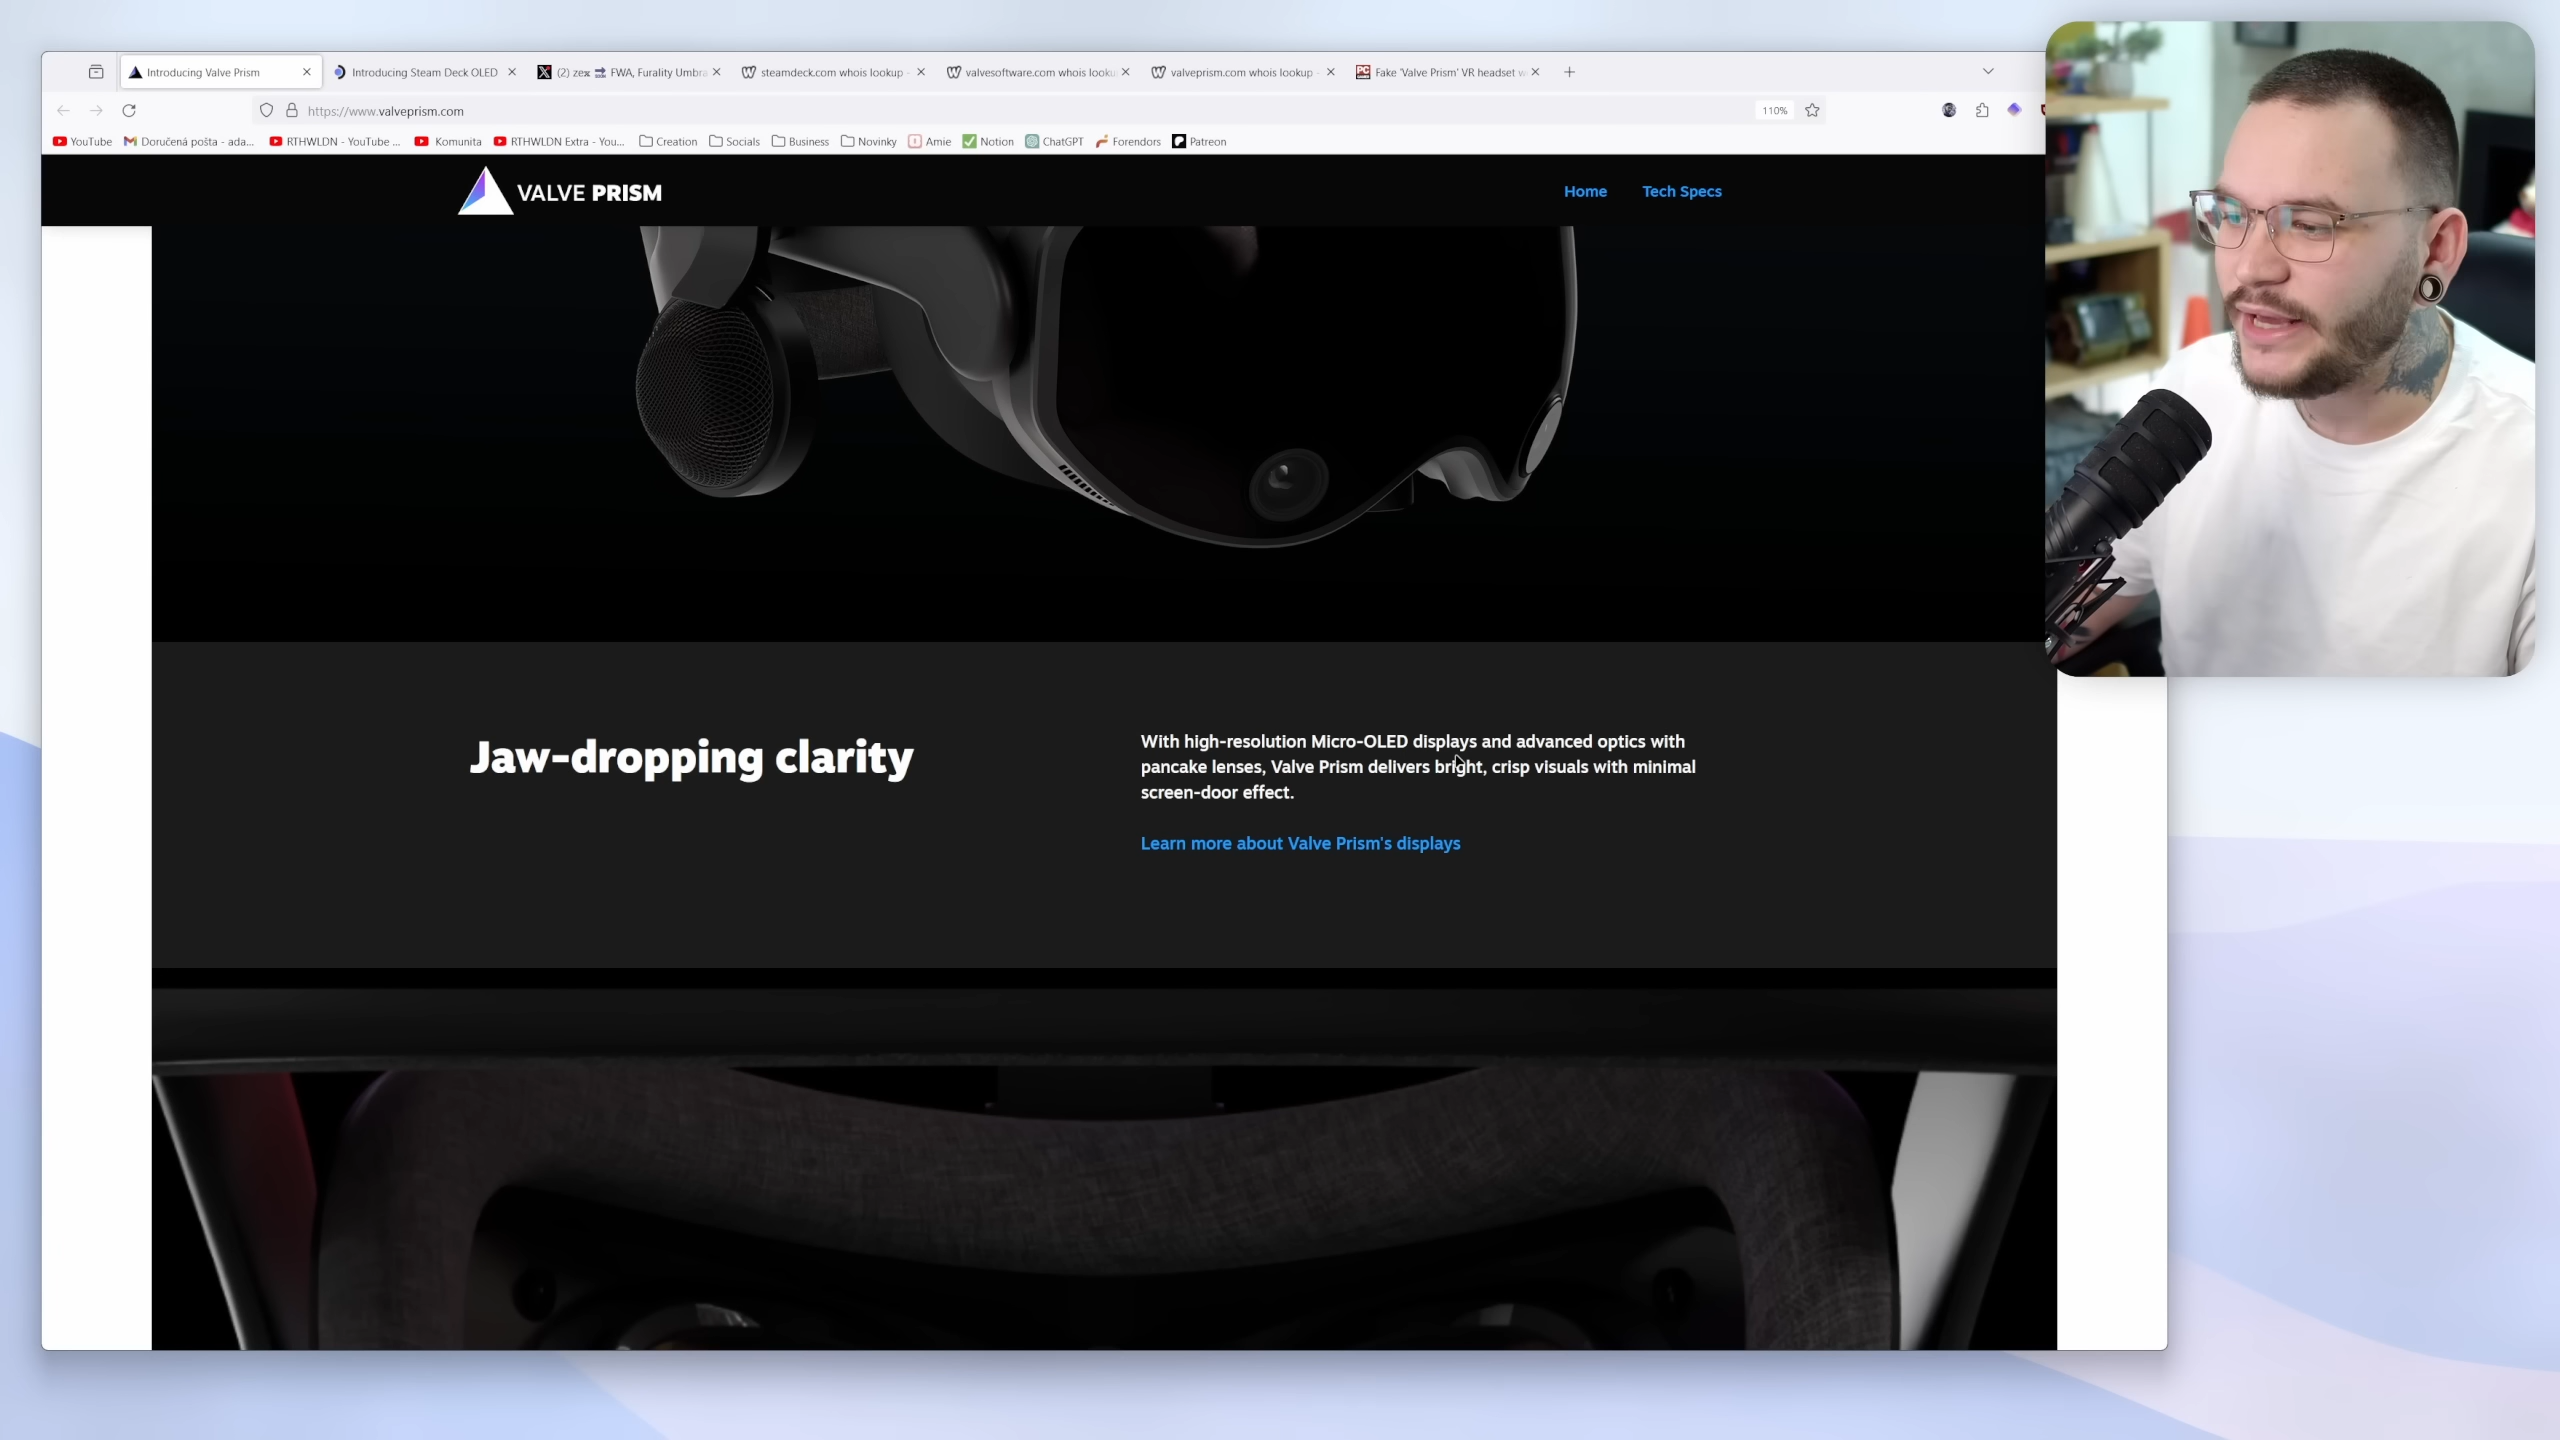 Introducing Valve Prism
Introducing Steam Deck OLED
(2) zex FWA, Furality Umbra
steamdeck.com whois lookup
valvesoftware.com whois looku
valveprism.com whois lookup
PC
Fake 'Valve Prism' VR headset w
https://www.valveprism.com
110%
YouTube
Doručená pošta - ada...
RTHWLDN - YouTube ...
Komunita
RTHWLDN Extra - You...
Creation
Socials
Business
Novinky
Amie
Notion
ChatGPT
Forendors
Patreon
VALVE PRISM
Home
Tech Specs
Jaw-dropping clarity
With high-resolution Micro-OLED displays and advanced optics with
pancake lenses, Valve Prism delivers bright, crisp visuals with minimal
screen-door effect.
Learn more about Valve Prism's displays